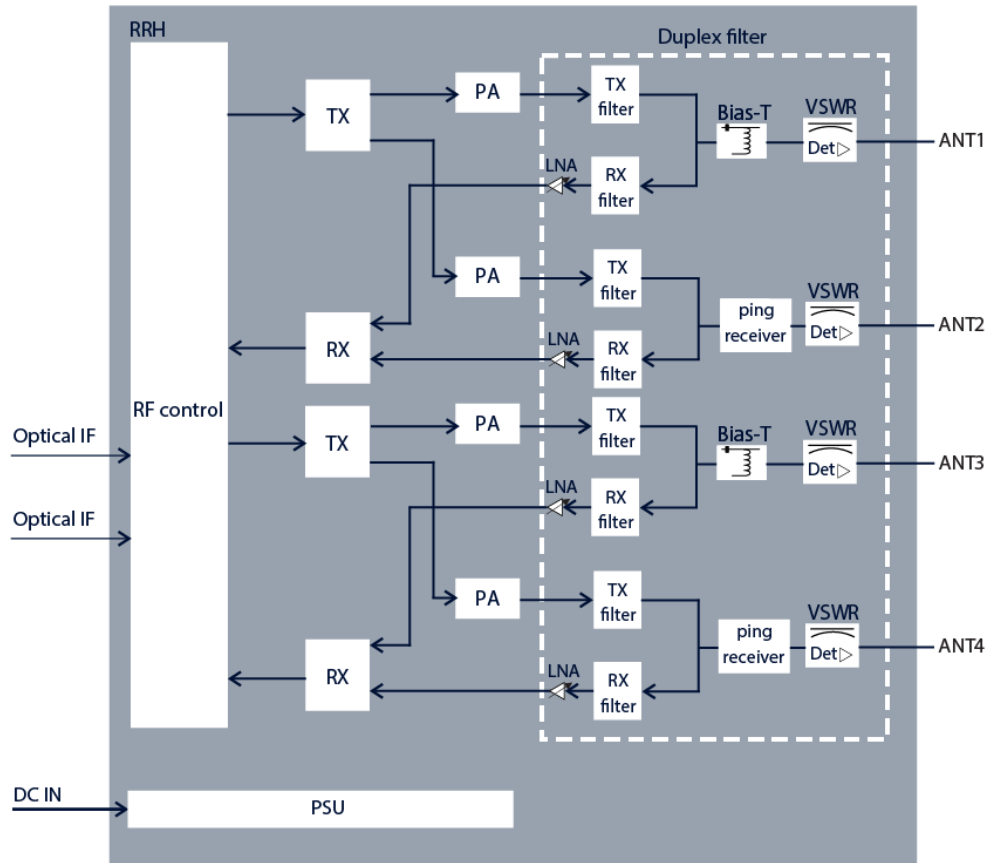 RRH
Duplex filter
TX
PA
TX
filter
Bias-T
VSWR
Det
ANT1
LNA
RX
filter
PA
TX
filter
ping
receiver
VSWR
Det
ANT2
RX
LNA
RX
filter
RF control
Optical IF
TX
PA
TX
filter
Bias-T
VSWR
Det
ANT3
LNA
RX
filter
Optical IF
PA
TX
filter
ping
receiver
VSWR
Det
ANT4
RX
LNA
RX
filter
DC IN
PSU